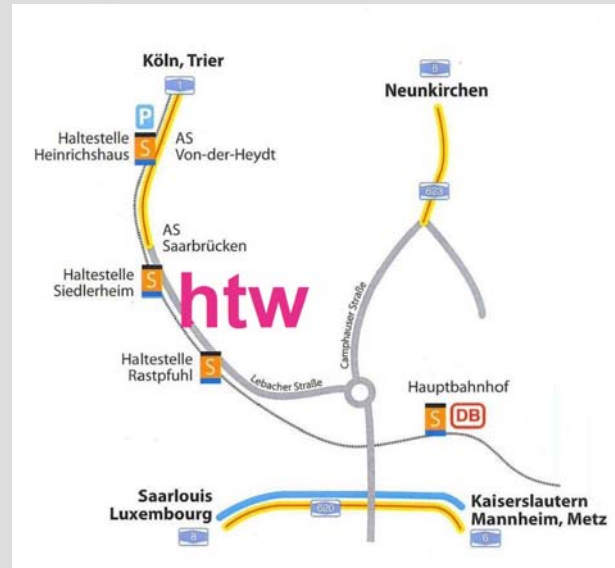 Köln, Trier
1
8
Neunkirchen
P
Haltestelle
Heinrichshaus
S
AS
Von-der-Heydt
623
AS
Saarbrücken
Haltestelle
Siedlerheim
S
htw
Camphauser Straße
Haltestelle
Rastpfuhl
S
Lebacher Straße
Hauptbahnhof
S
DB
Saarlouis
Luxembourg
8
620
Kaiserslautern
Mannheim, Metz
6